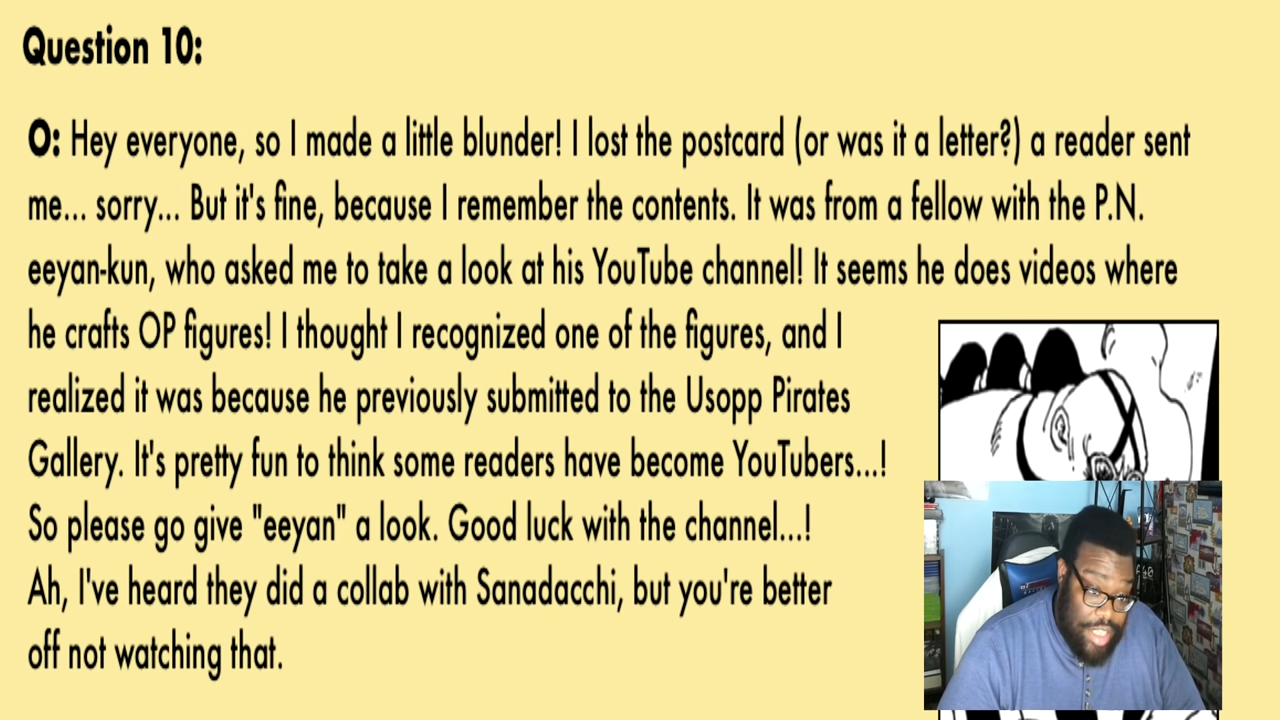 Question 10:
O: Hey everyone, so I made a little blunder! I lost the postcard (or was it a letter?) a reader sent
me... sorry... But it's fine, because I remember the contents. It was from a fellow with the P.N.
eeyan-kun, who asked me to take a look at his YouTube channel! It seems he does videos where
he crafts OP figures! I thought I recognized one of the figures, and I
realized it was because he previously submitted to the Usopp Pirates
Gallery. It's pretty fun to think some readers have become YouTubers...!
So please go give "eeyan" a look. Good luck with the channel...!
Ah, I've heard they did a collab with Sanadacchi, but you're better
off not watching that.